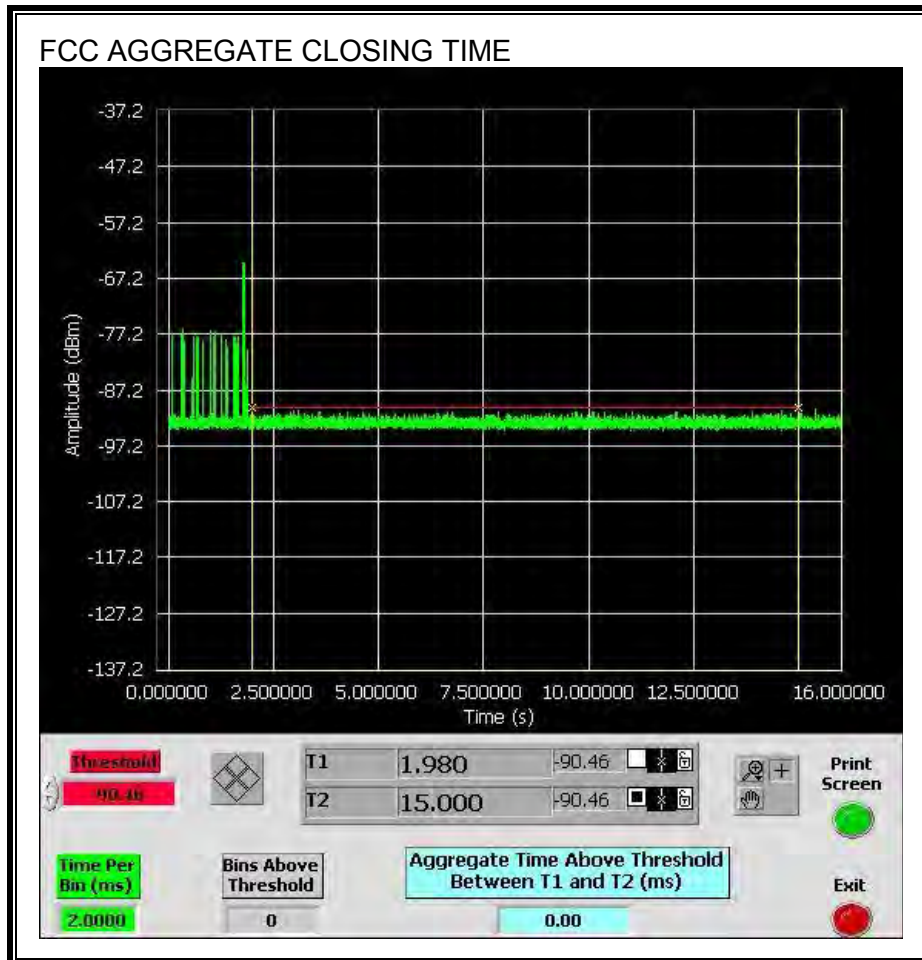 FCC AGGREGATE CLOSING TIME
-37.2
-47.2
-57.2
-67.2
-77.2
-87.2
-97.2
-107.2
-117.2
-127.2
-137.2
Amplitude (dBm)
0.000000 2.500000 5.000000 7.500000 10.000000 12.500000 16.000000
Time (s)
Threshold
-90.46
T1 1.980 -90.46
T2 15.000 -90.46
Print
Screen
Time Per
Bin (ms)
2.0000
Bins Above
Threshold
0
Aggregate Time Above Threshold
Between T1 and T2 (ms)
0.00
Exit